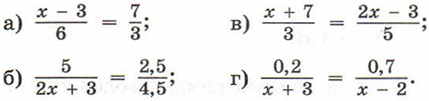 а) (x − 3)/6 = 7/3; в) (x + 7)/3 = (2x − 3)/5;
б) 5/(2x + 3) = 2,5/4,5; г) 0,2/(x + 3) = 0,7/(x − 2).